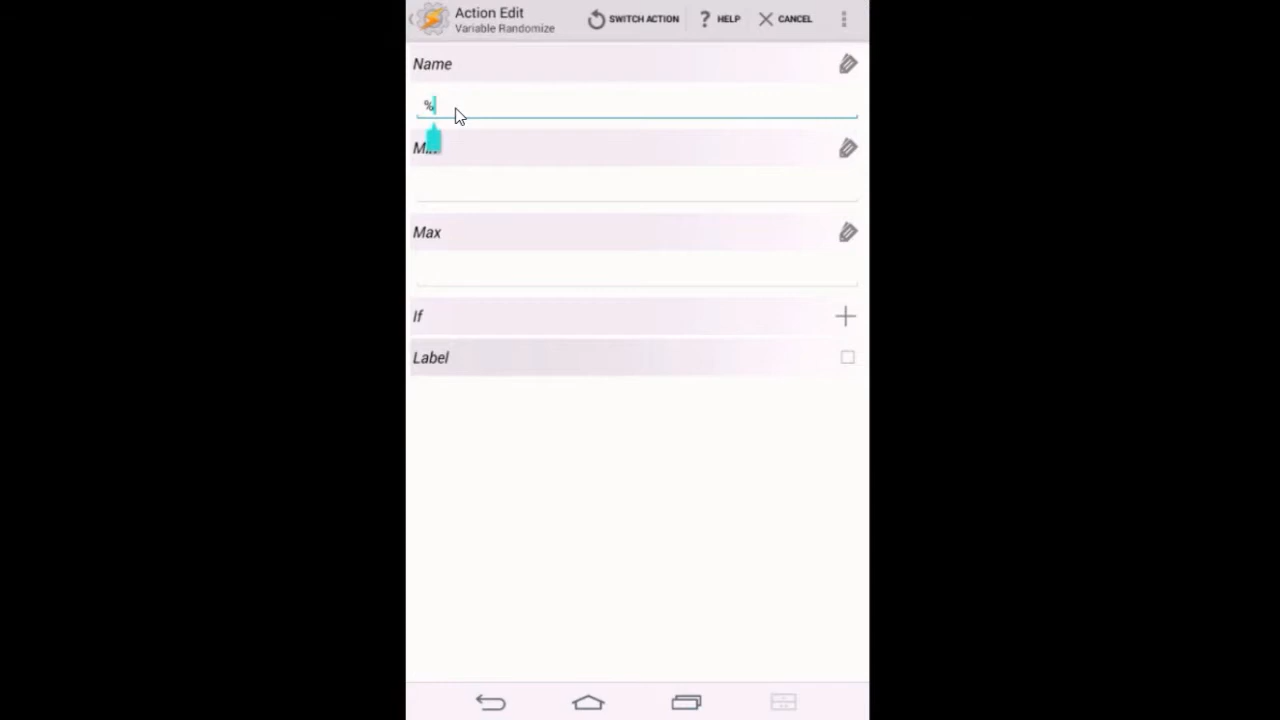 Action Edit
Variable Randomize
SWITCH ACTION
? HELP
CANCEL
Name
%
Max
If
Label